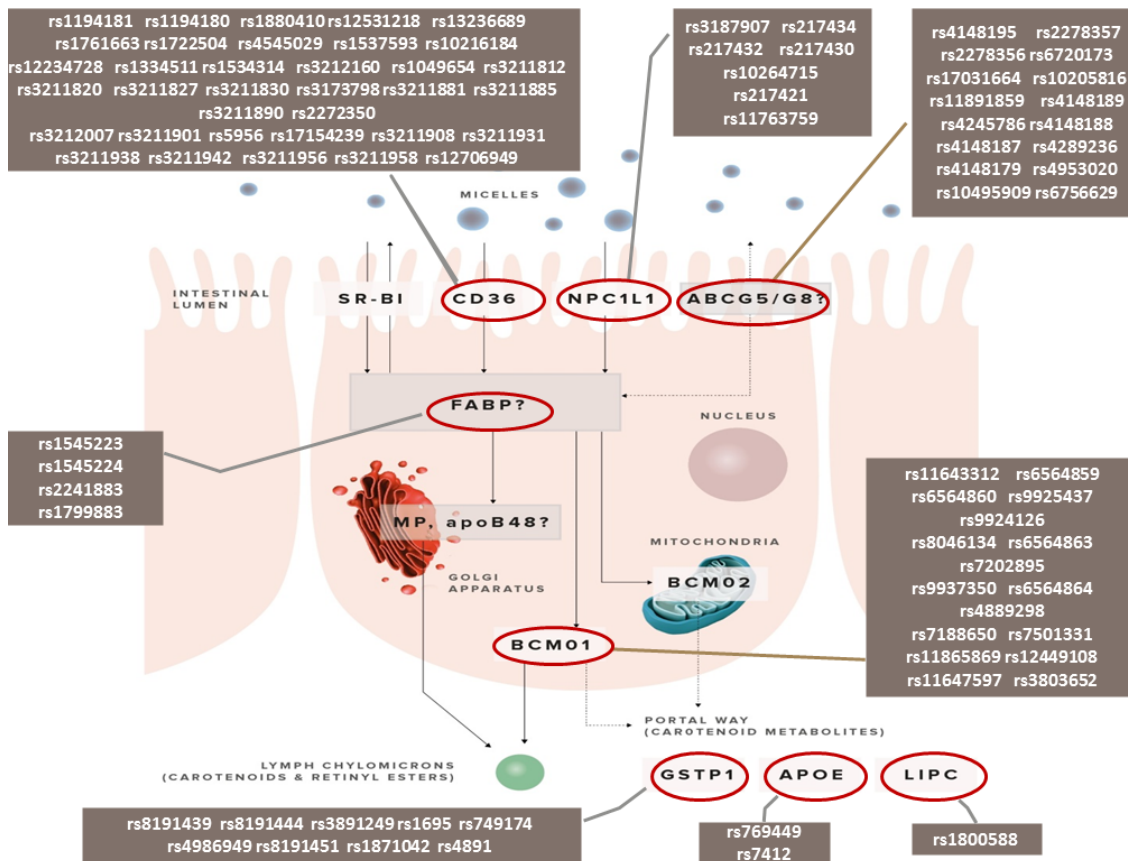 rs1194181 rs1194180 rs1880410 rs12531218 rs13236689
rs1761663 rs1722504 rs4545029 rs1537593 rs10216184
rs12234728 rs1334511 rs1534314 rs3212160 rs1049654 rs3211812
rs3211820 rs3211827 rs3211830 rs3173798 rs3211881 rs3211885
rs3211890 rs2272350
rs3212007 rs3211901 rs5956 rs17154239 rs3211908 rs3211931
rs3211938 rs3211942 rs3211956 rs3211958 rs12706949
rs3187907 rs217434
rs217432 rs217430
rs10264715
rs217421
rs11763759
rs4148195 rs2278357
rs2278356 rs6720173
rs17031664 rs10205816
rs11891859 rs4148189
rs4245786 rs4148188
rs4148187 rs4289236
rs4148179 rs4953020
rs10495909 rs6756629
MICELLES
INTESTINAL
LUMEN
SR-BI
CD36
NPC1L1
ABCG5/G8?
FABP?
NUCLEUS
rs1545223
rs1545224
rs2241883
rs1799883
MP, apoB48?
GOLGI
APPARATUS
MITOCHONDRIA
BCM02
BCM01
rs11643312 rs6564859
rs6564860 rs9925437
rs9924126
rs8046134 rs6564863
rs7202895
rs9937350 rs6564864
rs4889298
rs7188650 rs7501331
rs11865869 rs12449108
rs11647597 rs3803652
PORTAL WAY
(CAROTENOID METABOLITES)
LYMPH CHYLOMICRONS
(CAROTENOIDS & RETINYL ESTERS)
GSTP1
APOE
LIPC
rs8191439 rs8191444 rs3891249 rs1695 rs749174
rs4986949 rs8191451 rs1871042 rs4891
rs769449
rs7412
rs1800588